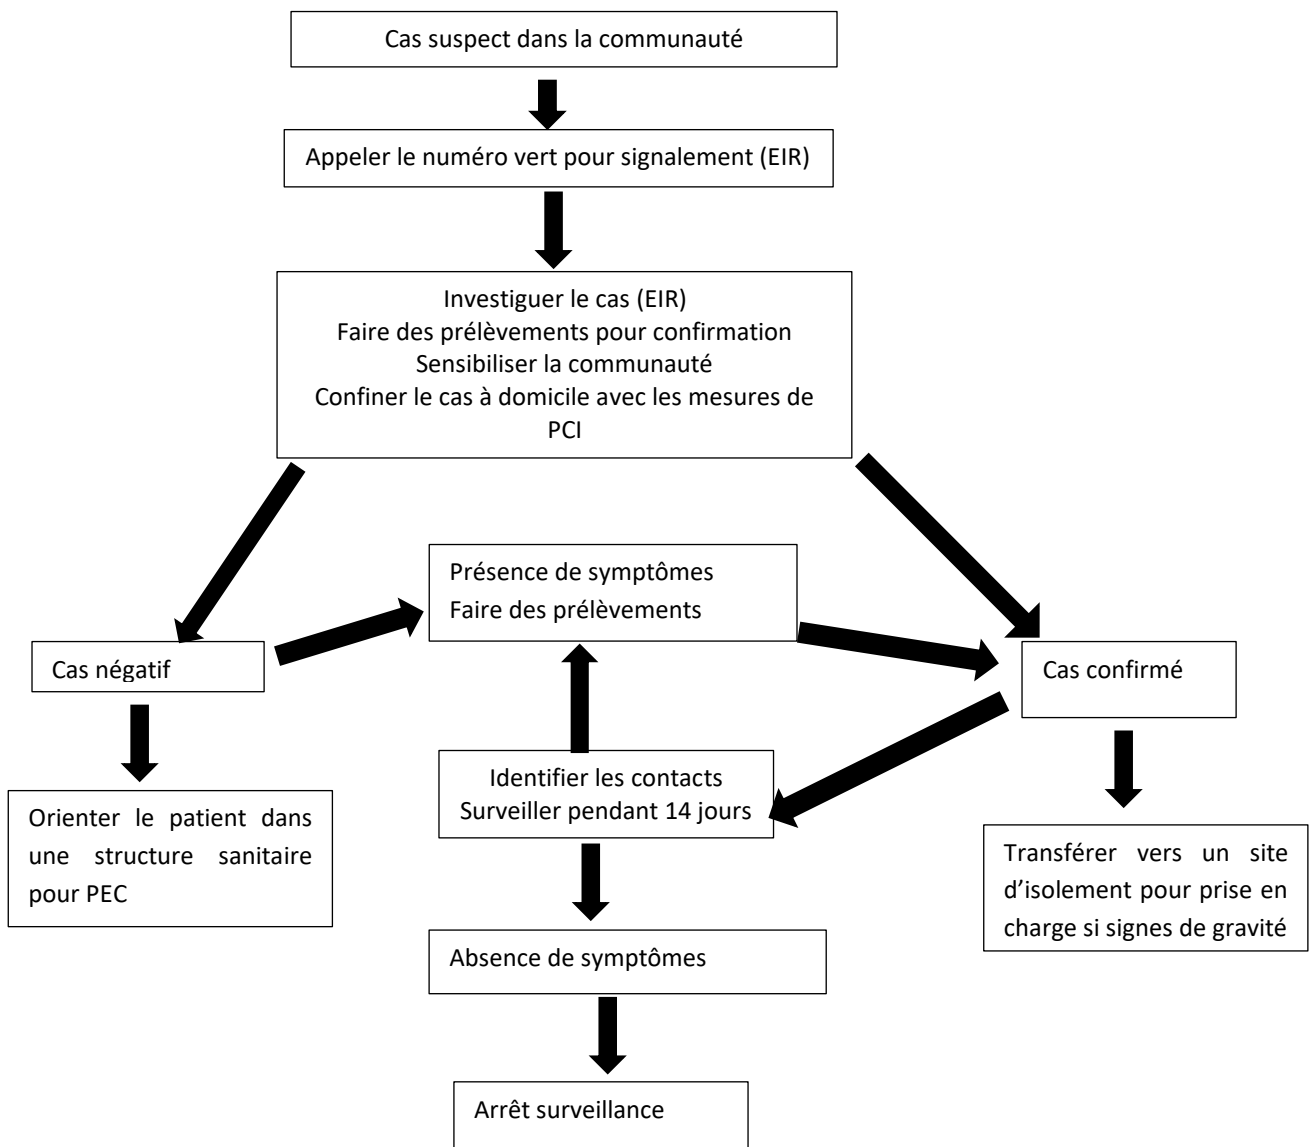 Cas suspect dans la communauté
Appeler le numéro vert pour signalement (EIR)
Investiguer le cas (EIR)
Faire des prélèvements pour confirmation
Sensibiliser la communauté
Confiner le cas à domicile avec les mesures de
PCI
Présence de symptômes
Faire des prélèvements
Cas négatif
Cas confirmé
Identifier les contacts
Surveiller pendant 14 jours
Orienter le patient dans
une structure sanitaire
pour PEC
Transférer vers un site
d’isolement pour prise en
charge si signes de gravité
Absence de symptômes
Arrêt surveillance